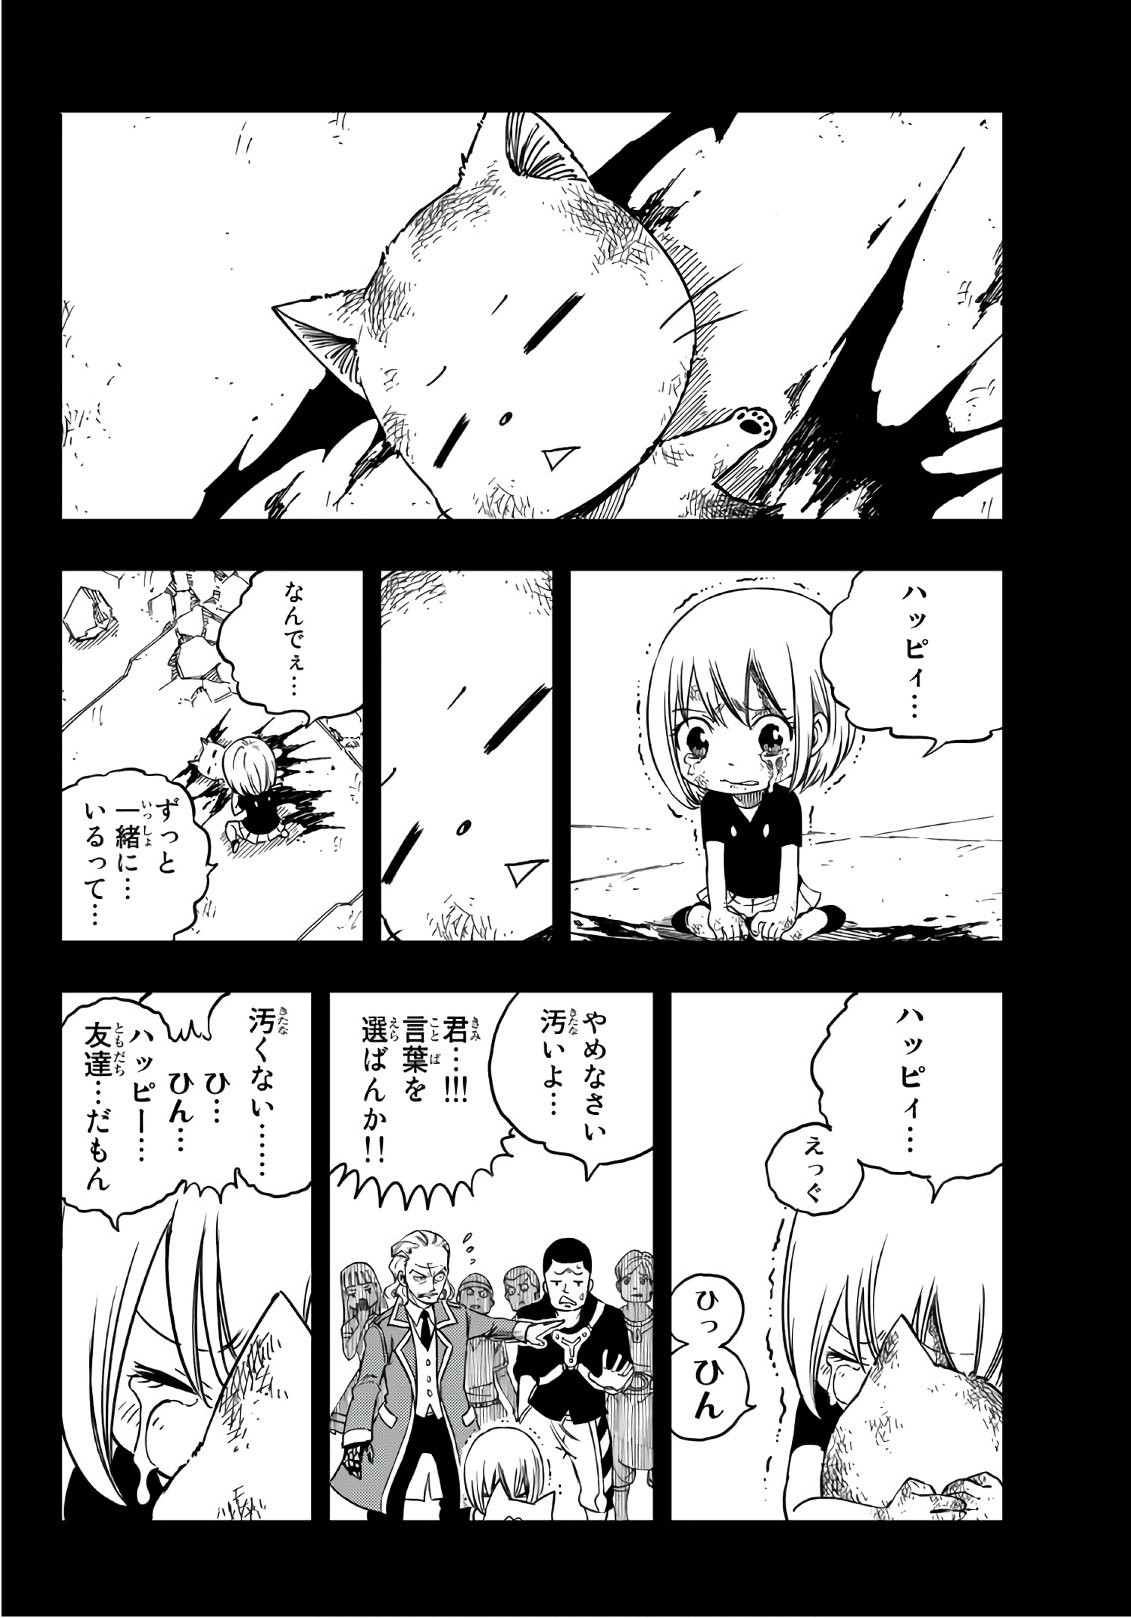 ハッピィ…
なんでぇ…
ずっと
一緒に…
いるって…
ハッピィ…
えっぐ
ひっ
ひん
やめなさい
汚いよ…
君…!!!
言葉を
選ばんか!!
汚くない……
ひ…
ひん…
ハッピー…
友達…だもん